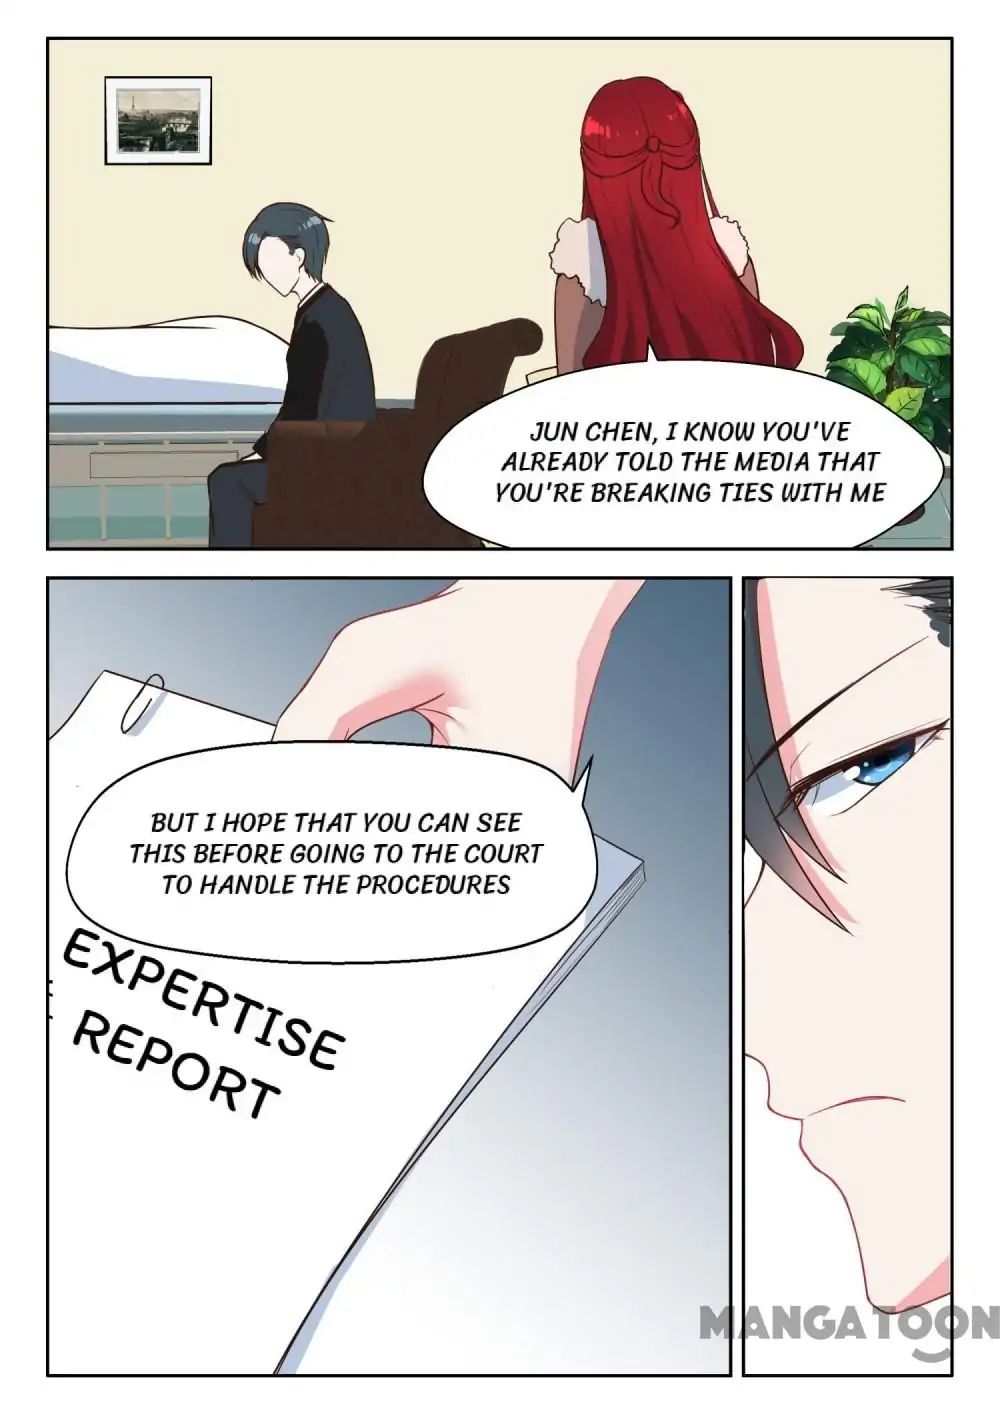 JUN CHEN, I KNOW YOU'VE
ALREADY TOLD THE MEDIA THAT
YOU'RE BREAKING TIES WITH ME
BUT I HOPE THAT YOU CAN SEE
THIS BEFORE GOING TO THE COURT
TO HANDLE THE PROCEDURES
EXPERTISE
REPORT
MANGATOON